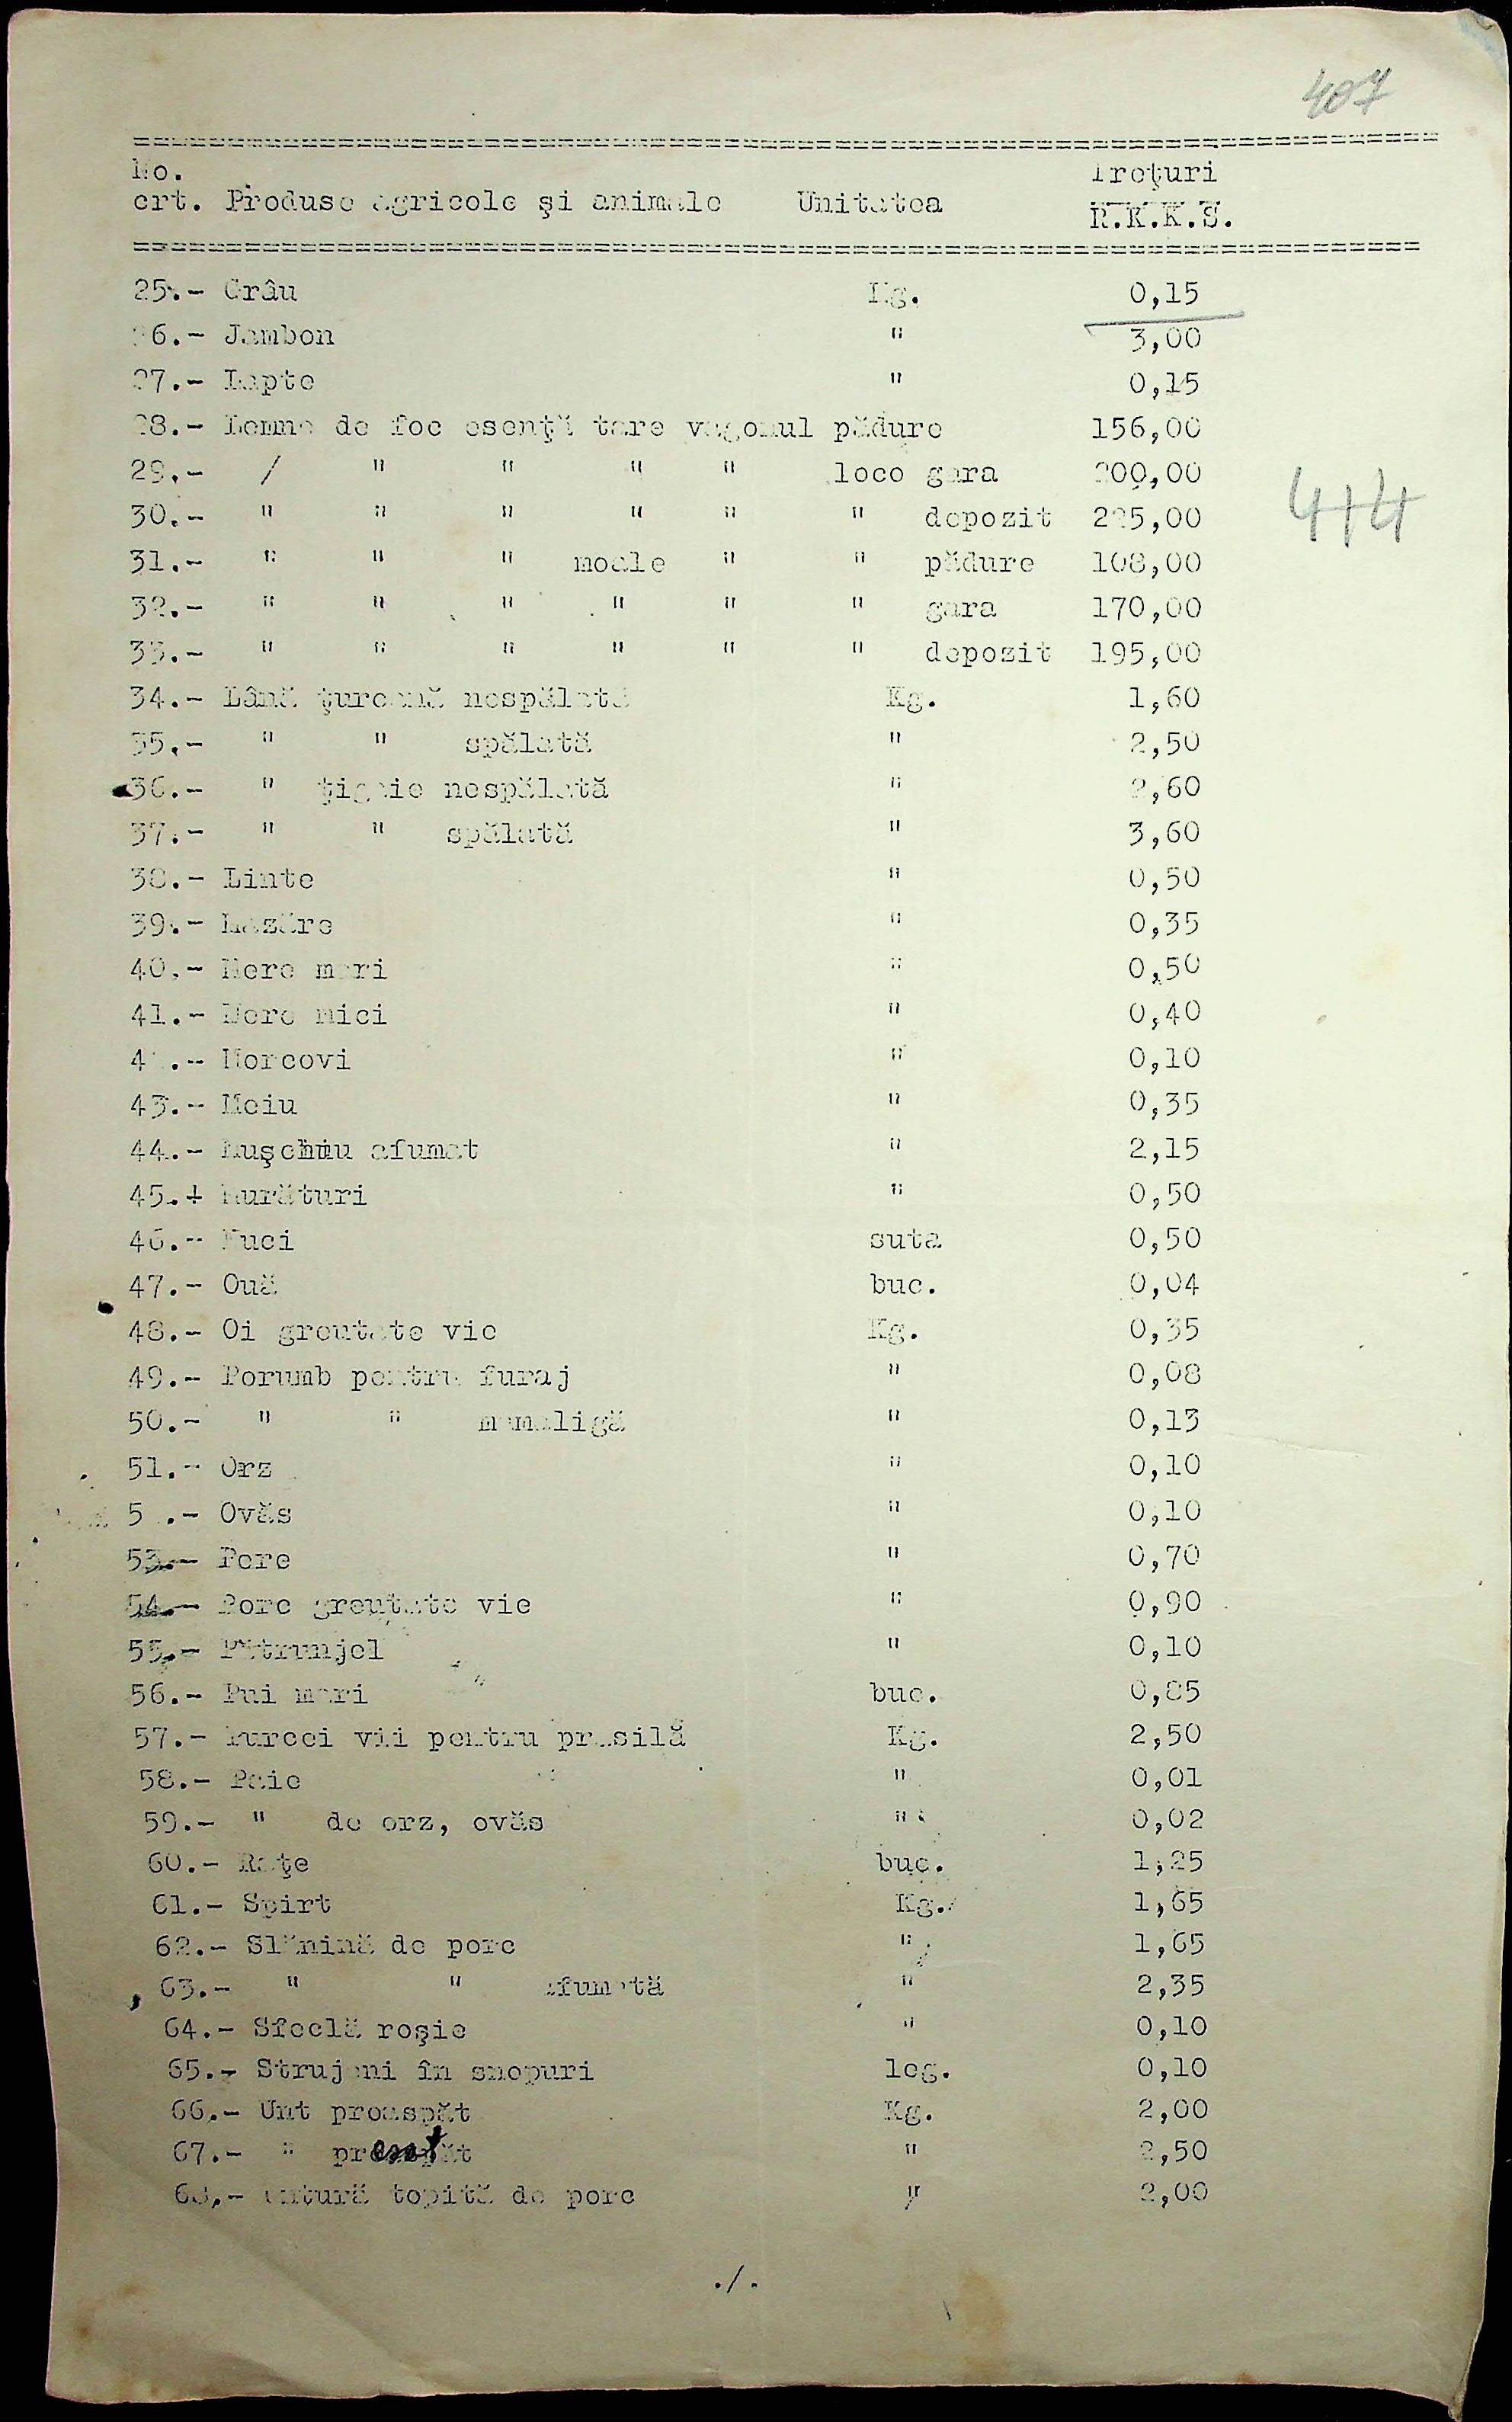 407
No. Preţuri
crt. Produse agricole şi animale Unitatea R.K.K.S.
25.- Grâu Kg. 0,15
26.- Jambon " 3,00
27.- Lapte " 0,15
28.- Lemne de foc esenţă tare vagonul pădure 156,00
29.- / " " " " loco gara 200,00
414
30.- " " " " " " depozit 225,00
31.- " " " moale " " pădure 108,00
32.- " " " " " " gara 170,00
33.- " " " " " " depozit 195,00
34.- Lână ţurcană nespălată Kg. 1,60
35.- " " spălată " 2,50
36.- " ţigaie nespălată " 2,60
37.- " " spălată " 3,60
38.- Linte " 0,50
39.- Mazăre " 0,35
40.- Mere mari " 0,50
41.- Mere mici " 0,40
4 .- Morcovi " 0,10
43.- Meiu " 0,35
44.- Muşchiu afumat " 2,15
45.+ Murături " 0,50
46.- Nuci suta 0,50
47.- Ouă buc. 0,04
48.- Oi greutate vie Kg. 0,35
49.- Porumb pentru furaj " 0,08
50.- " " mamaligă " 0,13
51.- Orz " 0,10
5 .- Ovăs " 0,10
53.- Pere " 0,70
54.- Porc greutate vie " 0,90
55.- Pătrunjel " 0,10
56.- Pui mari buc. 0,85
57.- Purcei vii pentru prasilă Kg. 2,50
58.- Paie " 0,01
59.- " de orz, ovăs " 0,02
60.- Raţe buc. 1,25
61.- Spirt Kg. 1,65
62.- Slănină de porc " 1,65
63.- " " afumată " 2,35
64.- Sfeclă roşie " 0,10
65.- Strujeni în snopuri leg. 0,10
66.- Unt proaspăt Kg. 2,00
67.- " " 2,50
68.- untură topită de porc " 2,00
./.